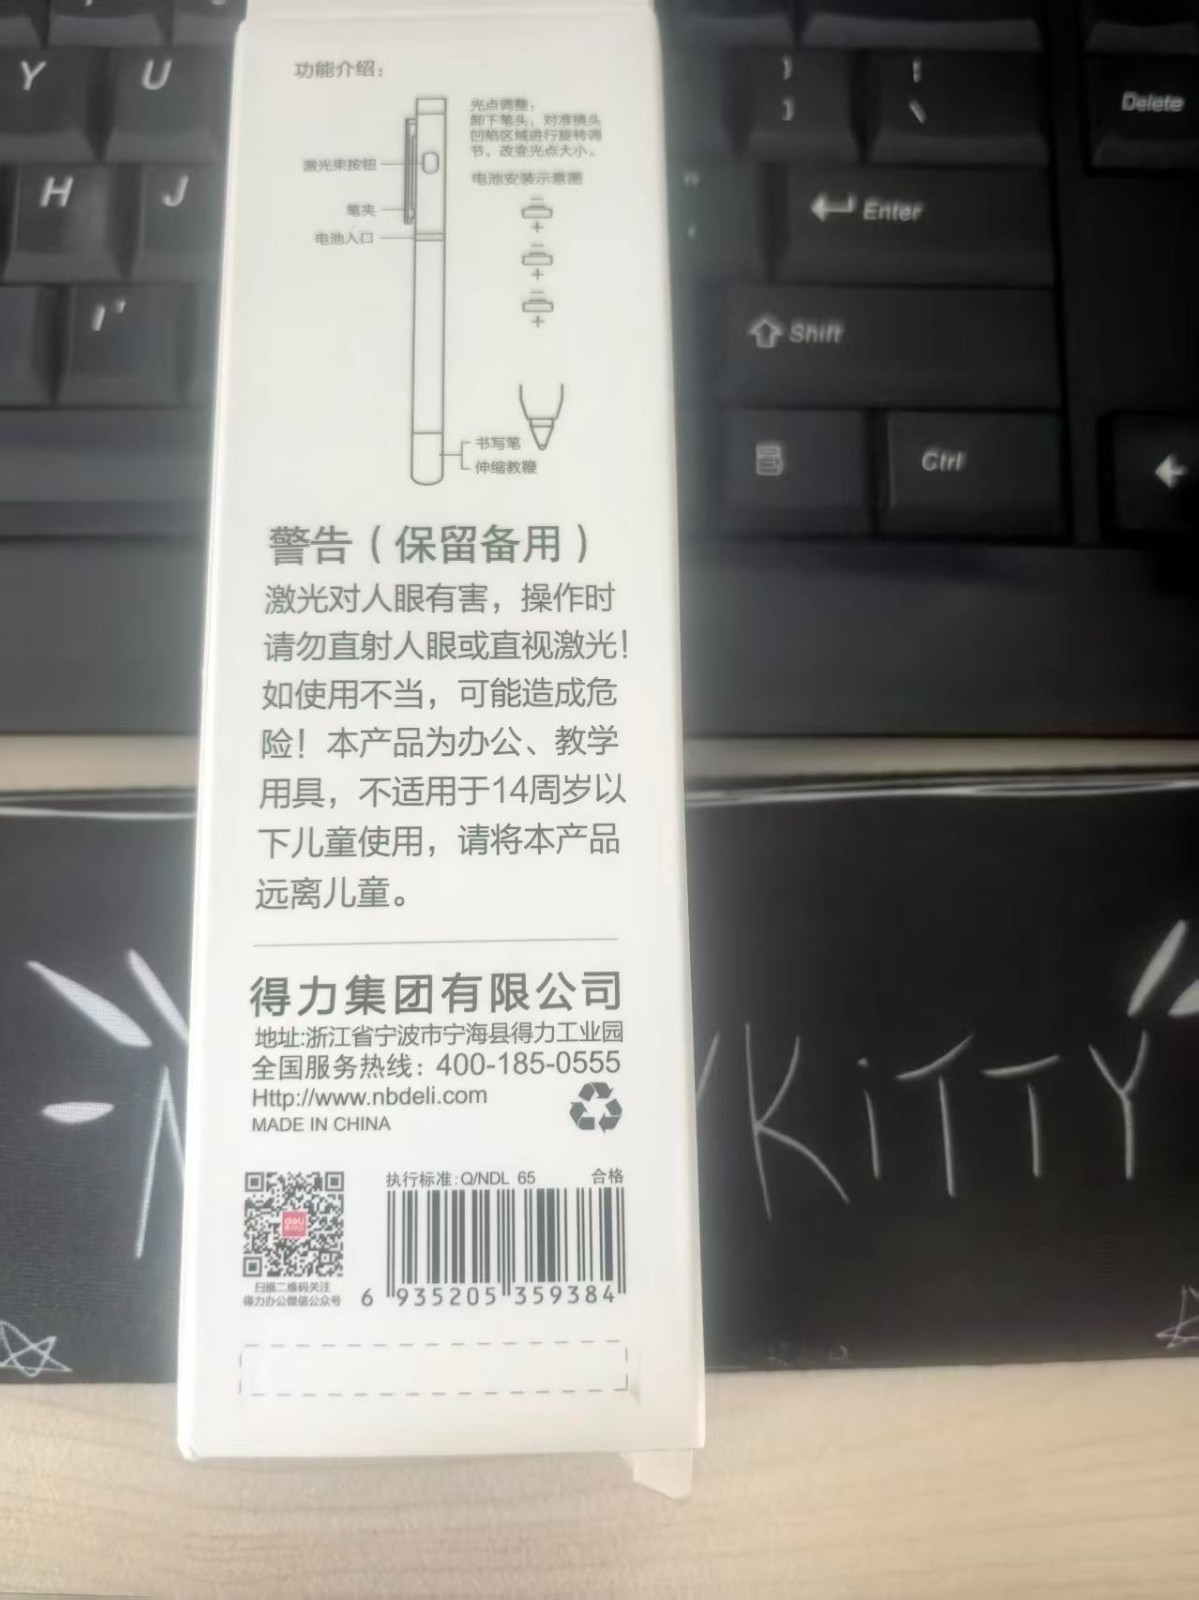 功能介绍：
光点调整：
卸下笔头，对准镜头
凹陷区域进行旋转调
节，改变光点大小。
激光束按钮
电池安装示意图
笔夹
电池入口
书写笔
伸缩教鞭
警告（保留备用）
激光对人眼有害，操作时
请勿直射人眼或直视激光！
如使用不当，可能造成危
险！本产品为办公、教学
用具，不适用于14周岁以
下儿童使用，请将本产品
远离儿童。
得力集团有限公司
地址:浙江省宁波市宁海县得力工业园
全国服务热线：400-185-0555
Http://www.nbdeli.com
MADE IN CHINA
执行标准:Q/NDL 65 合格
deli
扫描二维码关注
得力办公微信公众号
6 935205 359384
Y U
H J
Delete
Enter
Shift
Ctrl
KiTTY